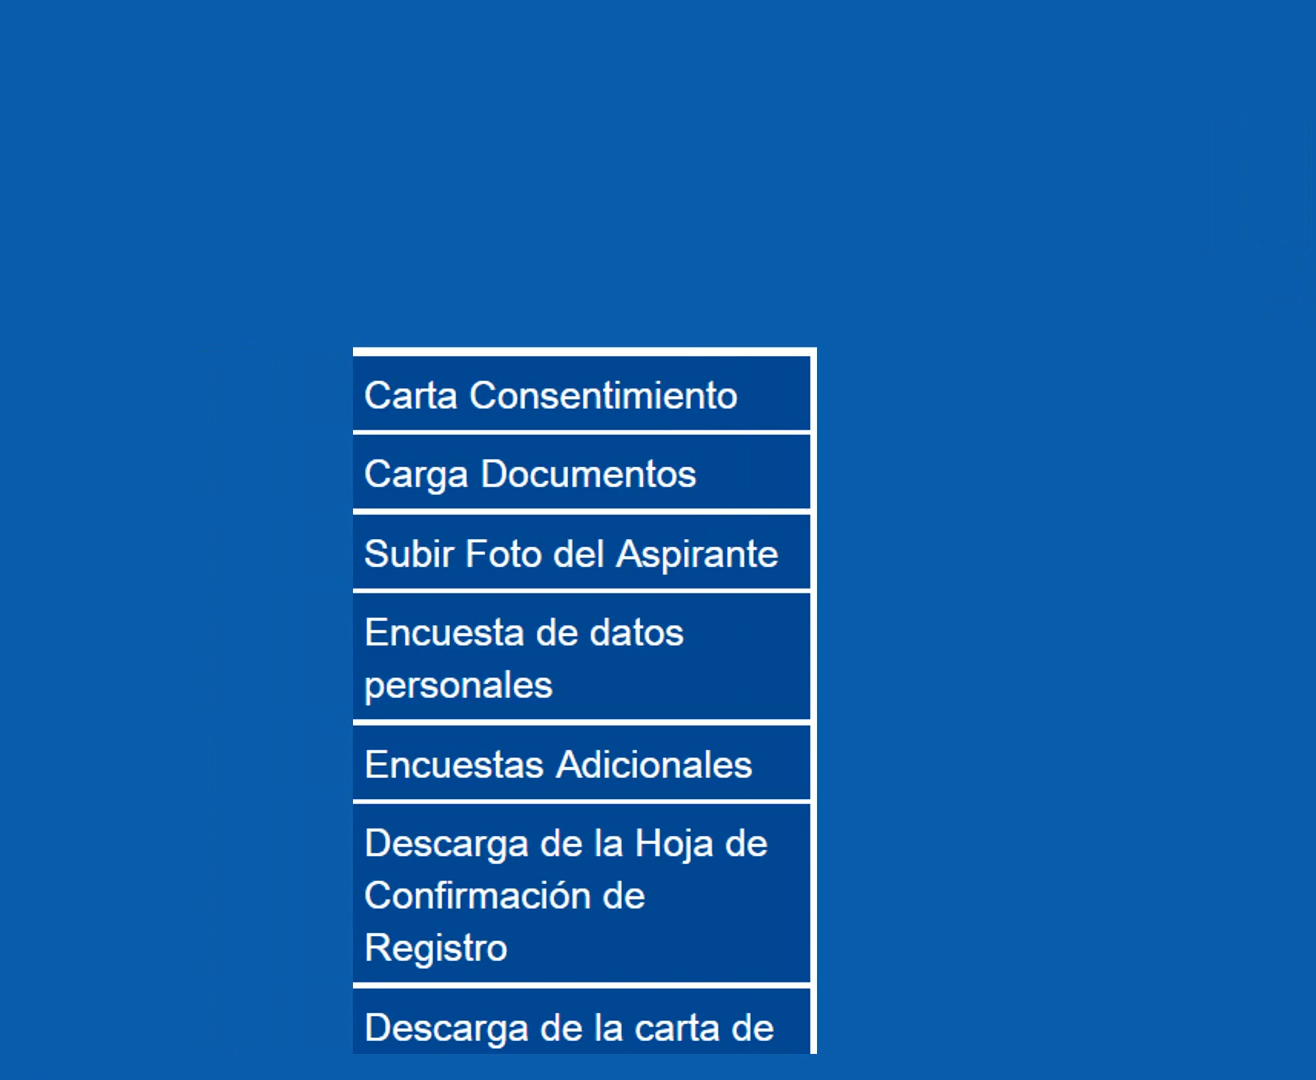 Carta Consentimiento
Carga Documentos
Subir Foto del Aspirante
Encuesta de datos
personales
Encuestas Adicionales
Descarga de la Hoja de
Confirmación de
Registro
Descarga de la carta de